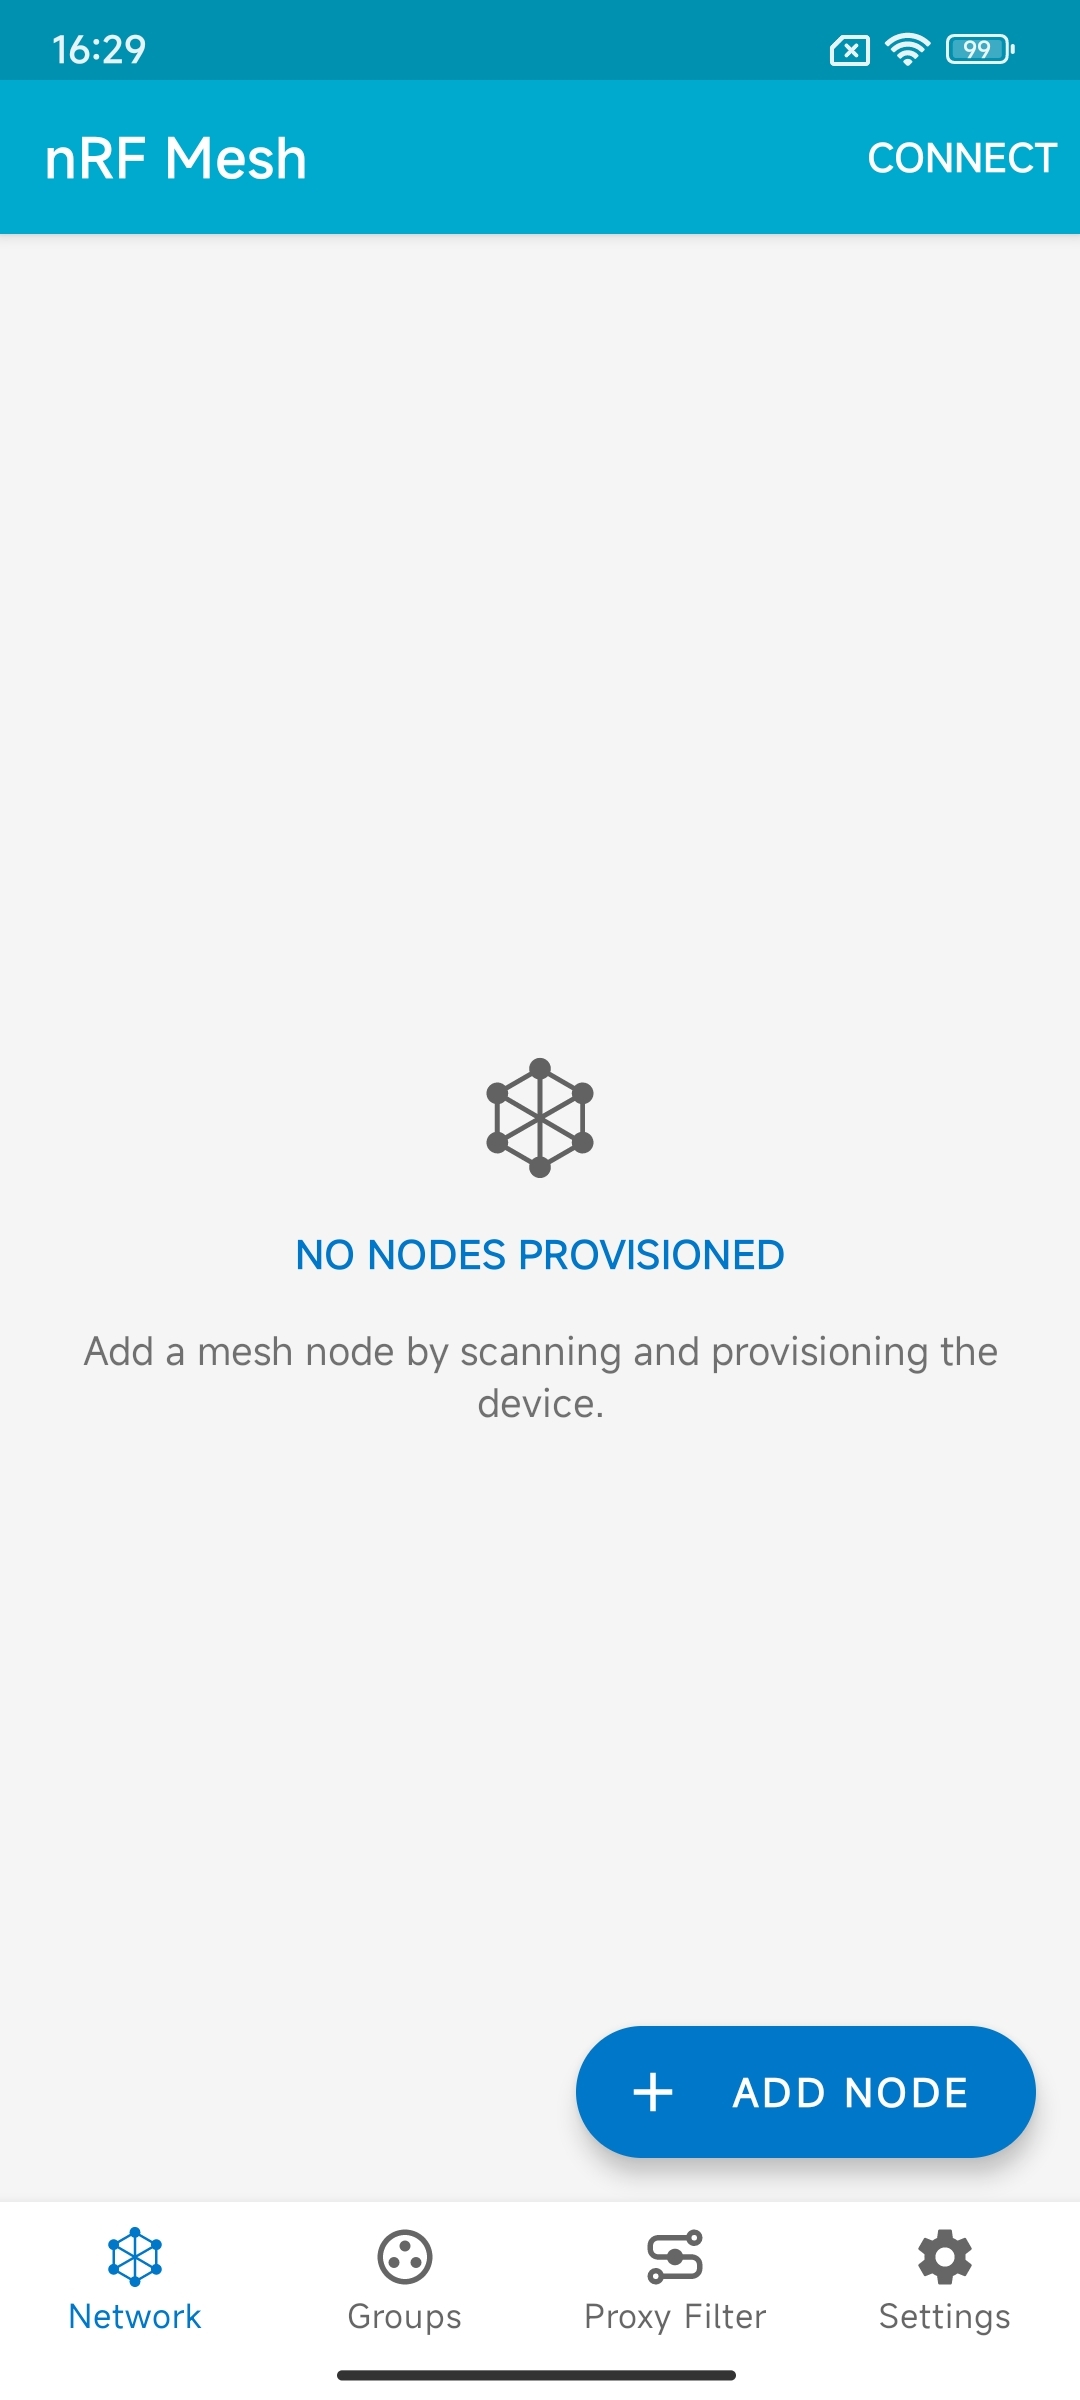 16:29
99
nRF Mesh
CONNECT
NO NODES PROVISIONED
Add a mesh node by scanning and provisioning the
device.
ADD NODE
Network
Groups
Proxy Filter
Settings